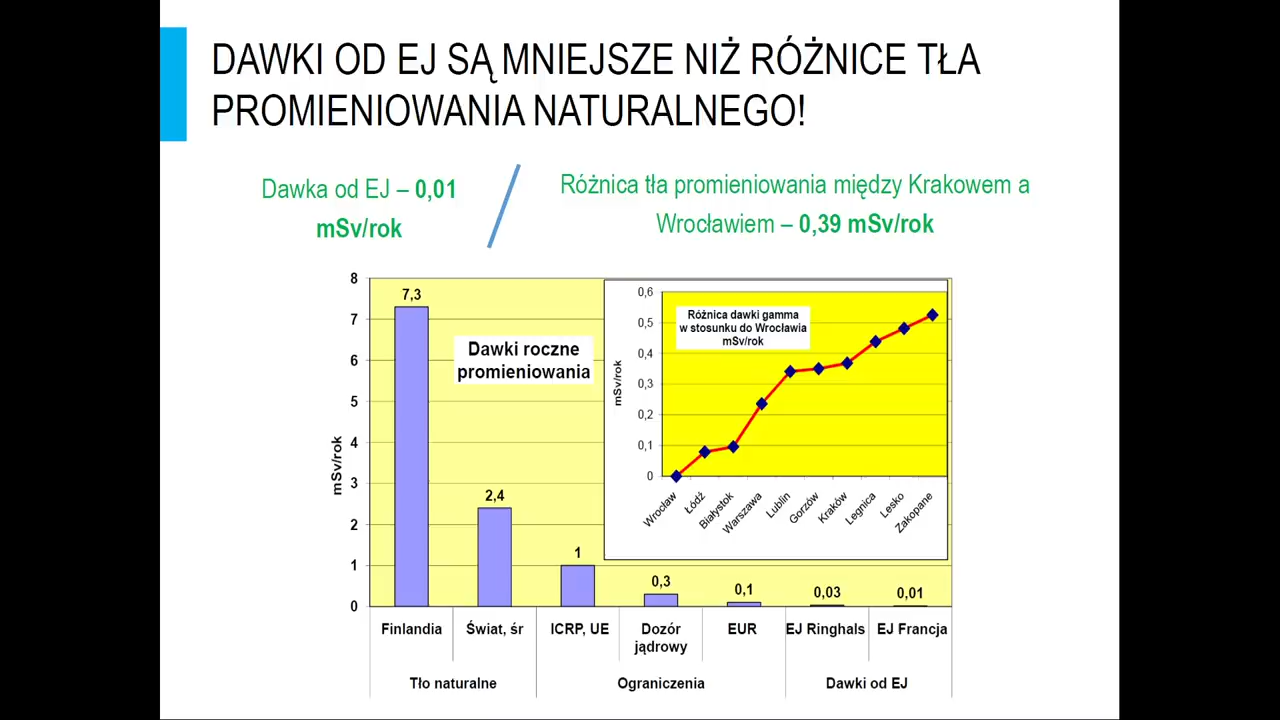 DAWKI OD EJ SĄ MNIEJSZE NIŻ RÓŻNICE TŁA
PROMIENIOWANIA NATURALNEGO!
Dawka od EJ – 0,01
mSv/rok
Różnica tła promieniowania między Krakowem a
Wrocławiem – 0,39 mSv/rok
8
7
6
5
4
3
2
1
0
mSv/rok
7,3
2,4
1
0,3
0,1
0,03
0,01
Dawki roczne
promieniowania
0,6
0,5
0,4
0,3
0,2
0,1
0
mSv/rok
Różnica dawki gamma
w stosunku do Wrocławia
mSv/rok
Wrocław
Łódź
Białystok
Warszawa
Lublin
Gorzów
Kraków
Legnica
Lesko
Zakopane
Finlandia
Świat, śr
ICRP, UE
Dozór
jądrowy
EUR
EJ Ringhals
EJ Francja
Tło naturalne
Ograniczenia
Dawki od EJ